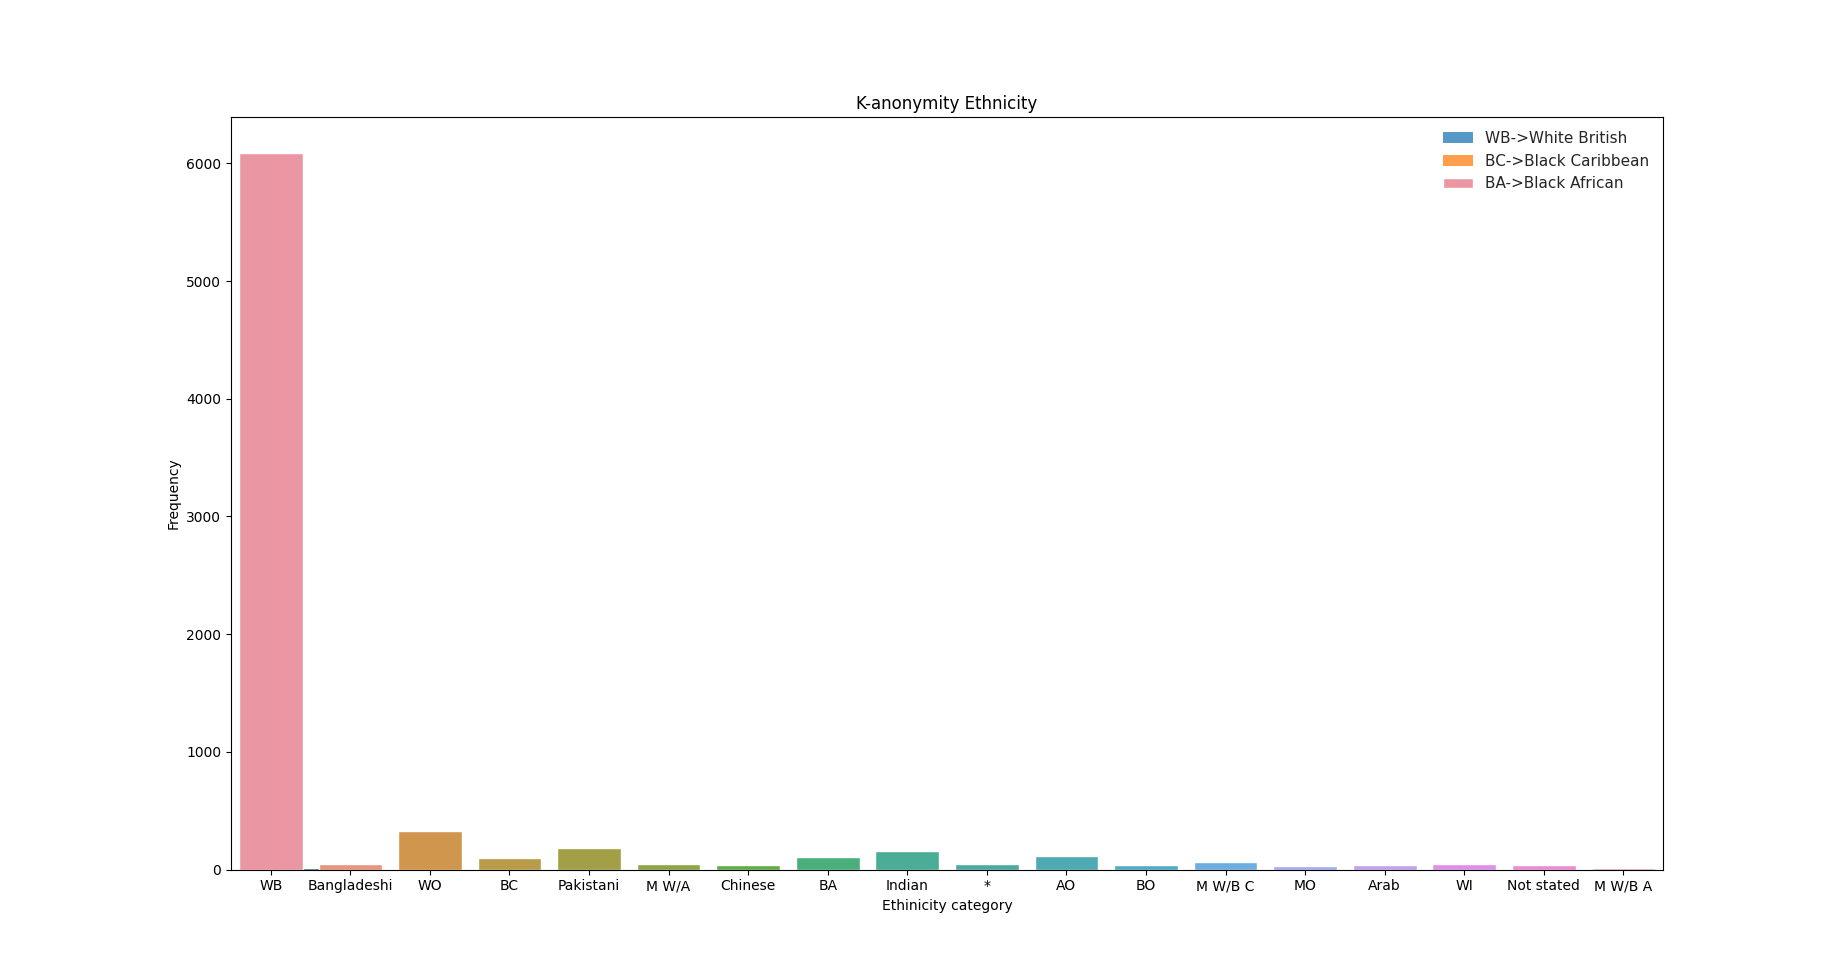 K-anonymity Ethnicity
WB->White British
BC->Black Caribbean
BA->Black African
6000
5000
4000
3000
2000
1000
0
Frequency
WB Bangladeshi WO BC Pakistani M W/A Chinese BA Indian * AO BO M W/B C MO Arab WI Not stated M W/B A
Ethinicity category